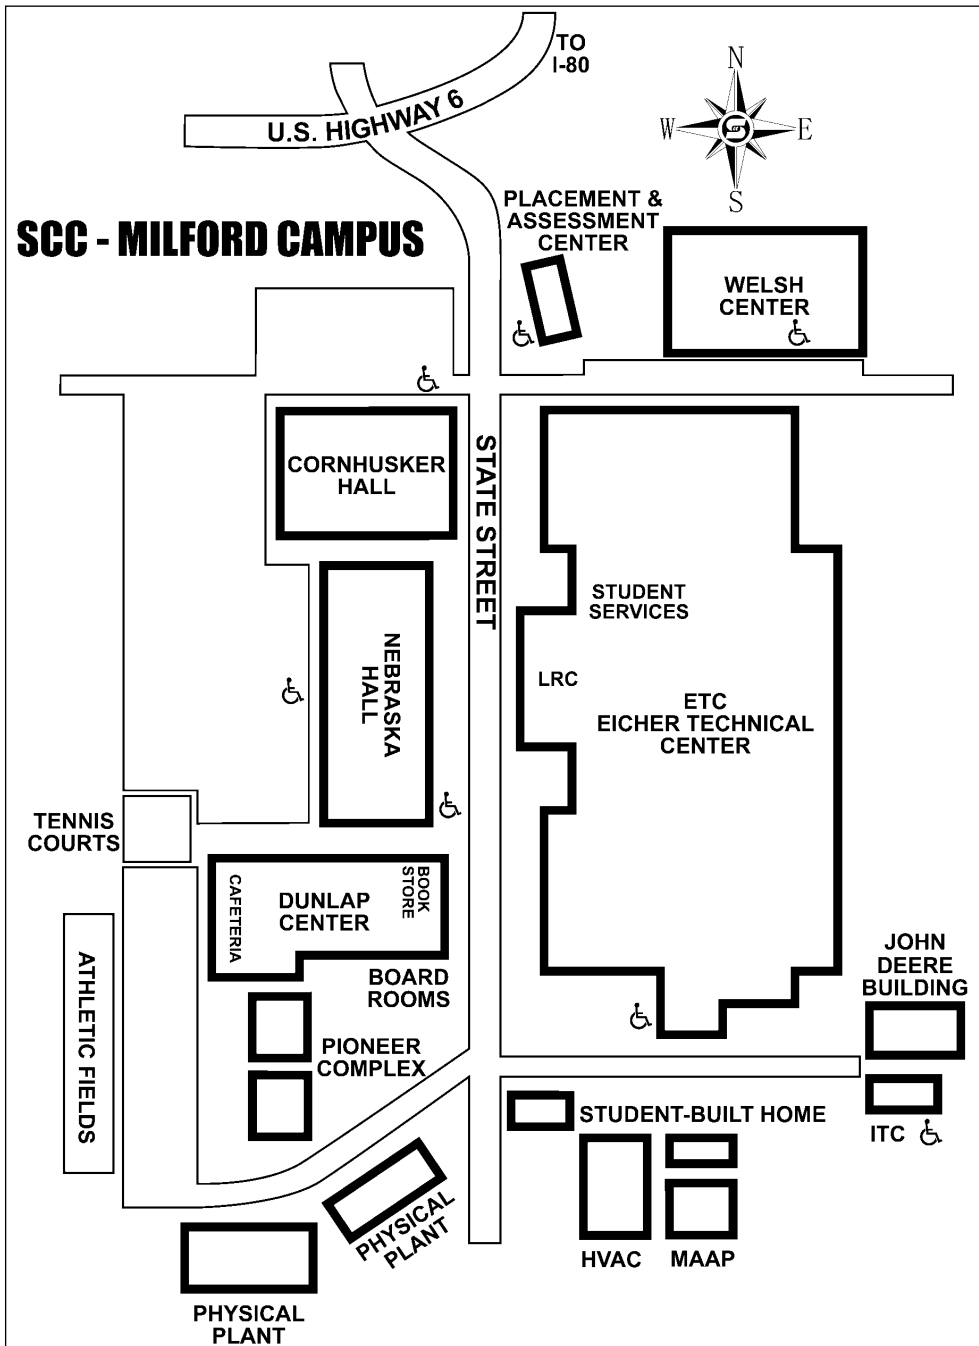 TO
I-80
U.S. HIGHWAY 6
N
W
E
S
SCC - MILFORD CAMPUS
PLACEMENT &
ASSESSMENT
CENTER
WELSH
CENTER
CORNHUSKER
HALL
STATE STREET
STUDENT
SERVICES
NEBRASKA
HALL
LRC
ETC
EICHER TECHNICAL
CENTER
TENNIS
COURTS
CAFETERIA
DUNLAP
CENTER
BOOK
STORE
BOARD
ROOMS
JOHN
DEERE
BUILDING
ATHLETIC FIELDS
PIONEER
COMPLEX
STUDENT-BUILT HOME
ITC
PHYSICAL
PLANT
HVAC
MAAP
PHYSICAL
PLANT